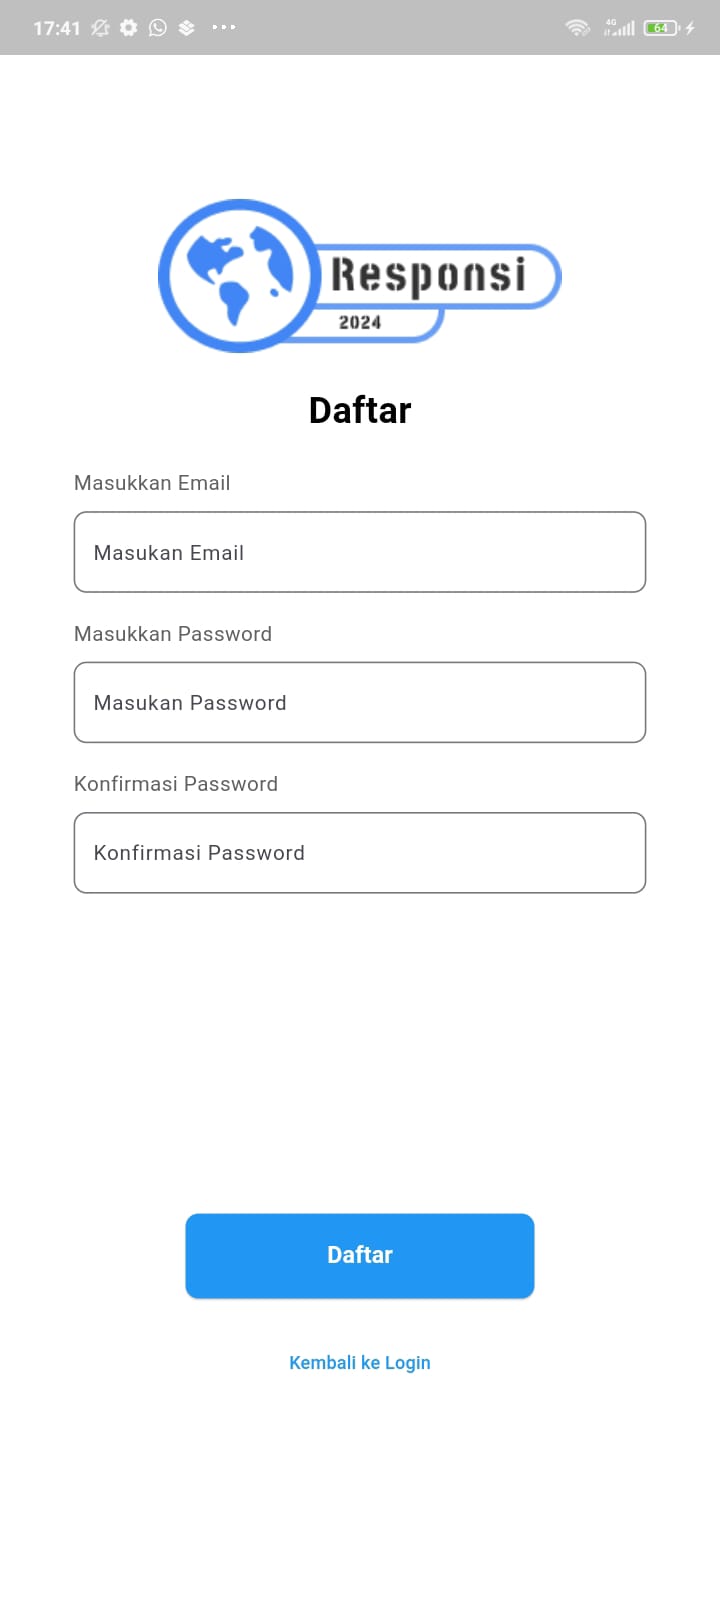 17:41
4G
64
Responsi
2024
Daftar
Masukkan Email
Masukan Email
Masukkan Password
Masukan Password
Konfirmasi Password
Konfirmasi Password
Daftar
Kembali ke Login